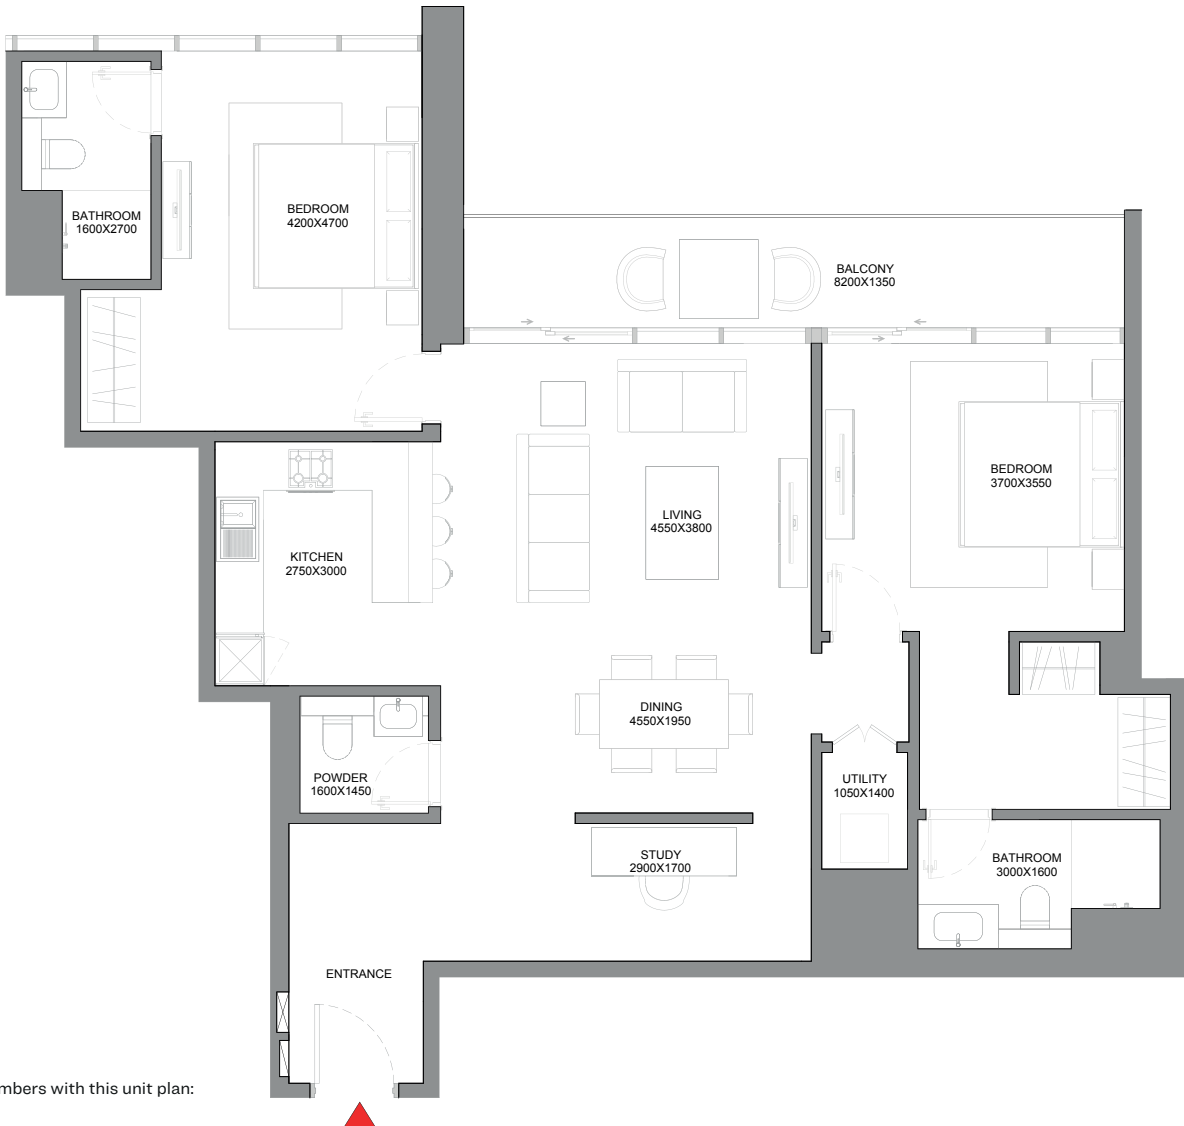 BATHROOM
1600X2700
BEDROOM
4200X4700
BALCONY
8200X1350
LIVING
4550X3800
BEDROOM
3700X3550
KITCHEN
2750X3000
DINING
4550X1950
POWDER
1600X1450
UTILITY
1050X1400
STUDY
2900X1700
BATHROOM
3000X1600
ENTRANCE
with this unit plan: